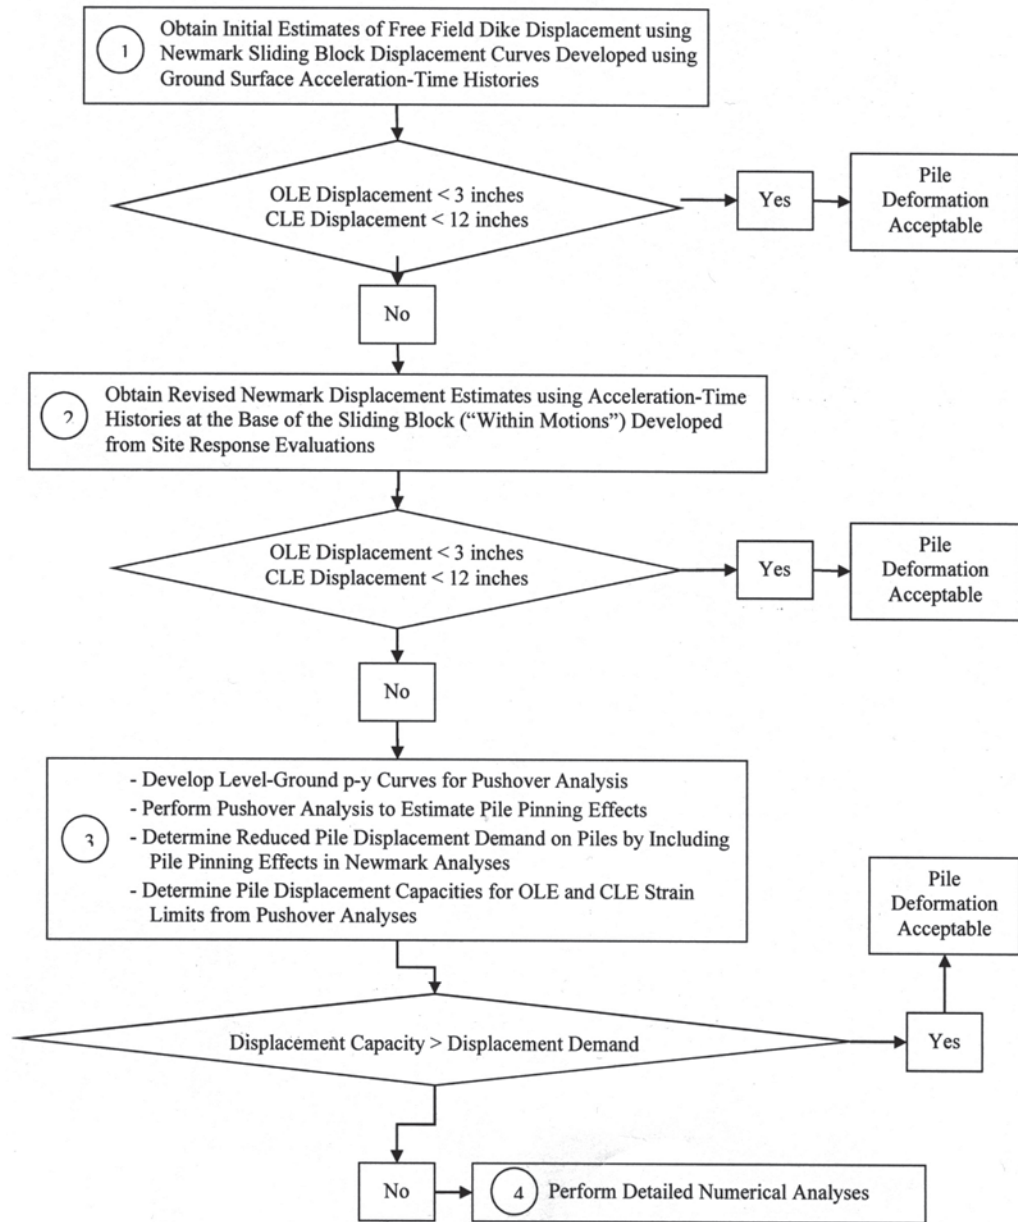 1
Obtain Initial Estimates of Free Field Dike Displacement using
Newmark Sliding Block Displacement Curves Developed using
Ground Surface Acceleration-Time Histories
OLE Displacement < 3 inches
CLE Displacement < 12 inches
Yes
Pile
Deformation
Acceptable
No
2
Obtain Revised Newmark Displacement Estimates using Acceleration-Time
Histories at the Base of the Sliding Block (“Within Motions”) Developed
from Site Response Evaluations
OLE Displacement < 3 inches
CLE Displacement < 12 inches
Yes
Pile
Deformation
Acceptable
No
3
- Develop Level-Ground p-y Curves for Pushover Analysis
- Perform Pushover Analysis to Estimate Pile Pinning Effects
- Determine Reduced Pile Displacement Demand on Piles by Including
Pile Pinning Effects in Newmark Analyses
- Determine Pile Displacement Capacities for OLE and CLE Strain
Limits from Pushover Analyses
Pile
Deformation
Acceptable
Displacement Capacity > Displacement Demand
Yes
No
4
Perform Detailed Numerical Analyses